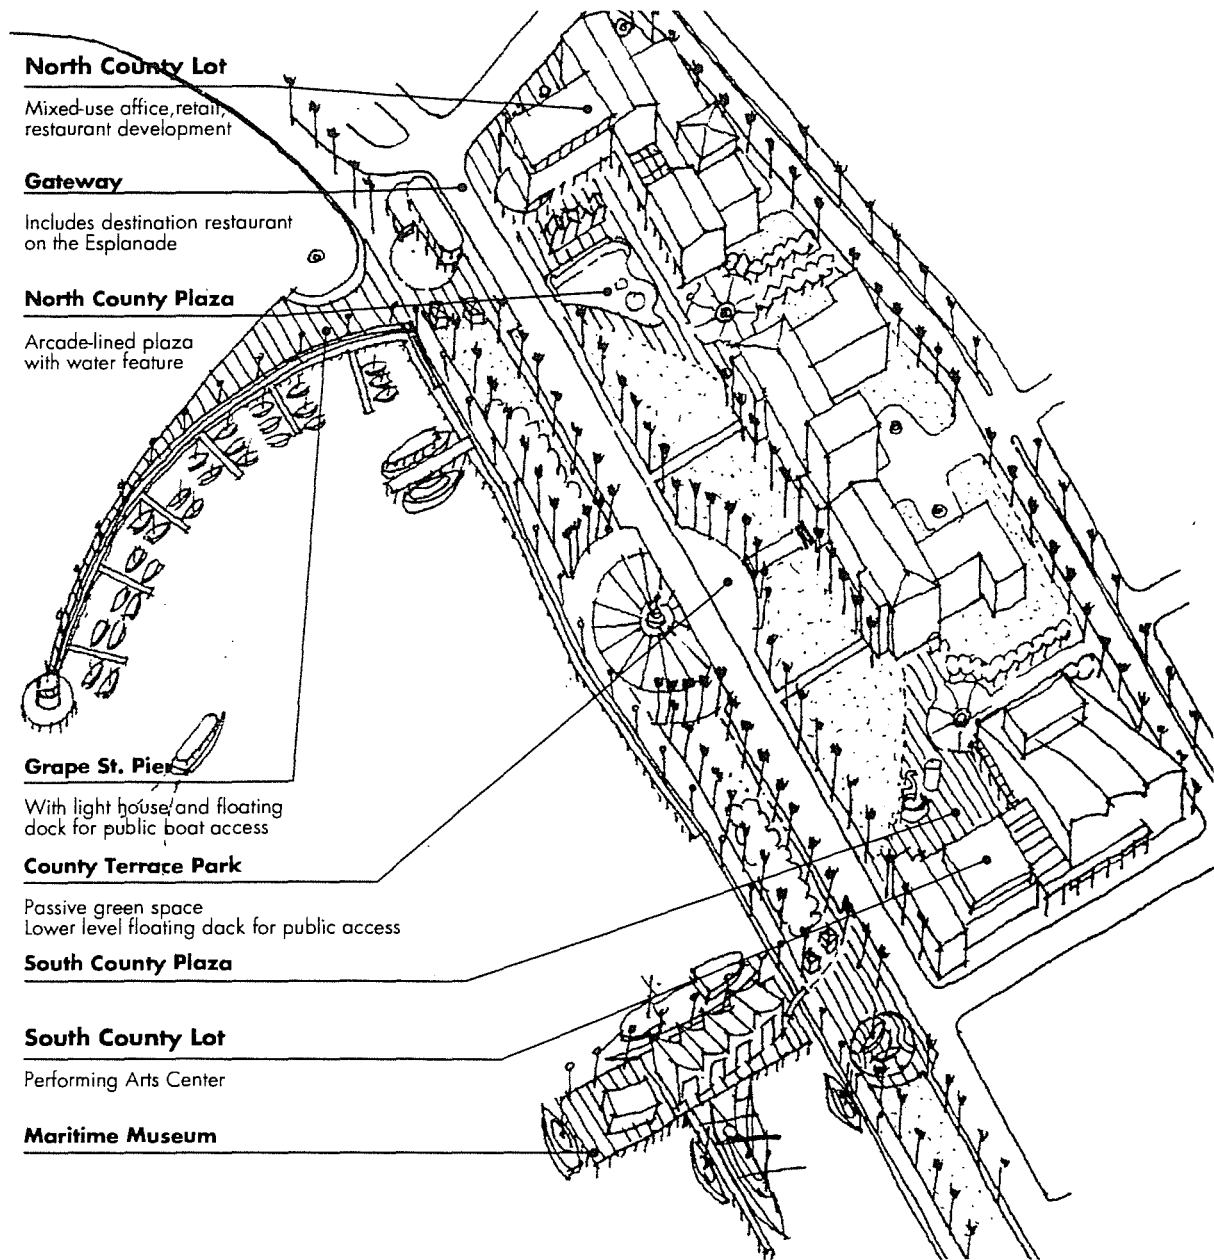 North County Lot
Mixed-use office, retail,
restaurant development
Gateway
Includes destination restaurant
on the Esplanade
North County Plaza
Arcade-lined plaza
with water feature
Grape St. Pier
With light house and floating
dock for public boat access
County Terrace Park
Passive green space
Lower level floating dack for public access
South County Plaza
South County Lot
Performing Arts Center
Maritime Museum